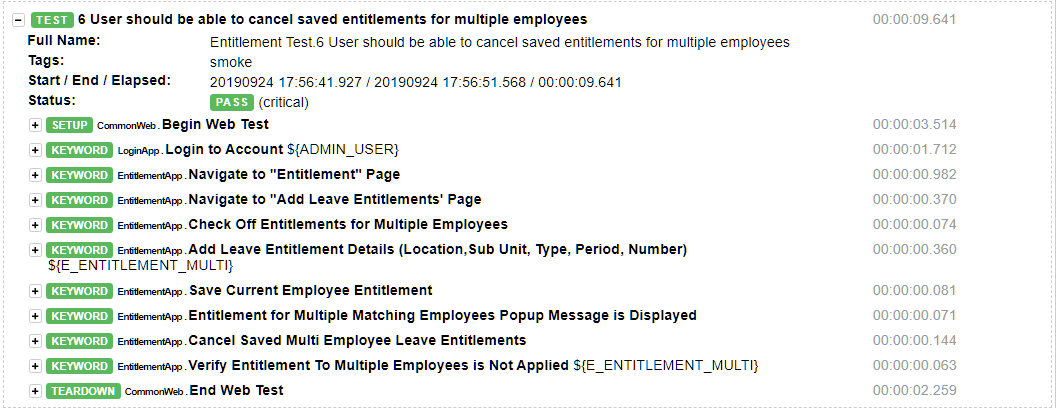 TEST 6 User should be able to cancel saved entitlements for multiple employees 00:00:09.641
Full Name: Entitlement Test.6 User should be able to cancel saved entitlements for multiple employees
Tags: smoke
Start / End / Elapsed: 20190924 17:56:41.927 / 20190924 17:56:51.568 / 00:00:09.641
Status: PASS (critical)
SETUP CommonWeb.Begin Web Test 00:00:03.514
KEYWORD LoginApp.Login to Account ${ADMIN_USER} 00:00:01.712
KEYWORD EntitlementApp.Navigate to "Entitlement" Page 00:00:00.982
KEYWORD EntitlementApp.Navigate to "Add Leave Entitlements' Page 00:00:00.370
KEYWORD EntitlementApp.Check Off Entitlements for Multiple Employees 00:00:00.074
KEYWORD EntitlementApp.Add Leave Entitlement Details (Location,Sub Unit, Type, Period, Number) 00:00:00.360
${E_ENTITLEMENT_MULTI}
KEYWORD EntitlementApp.Save Current Employee Entitlement 00:00:00.081
KEYWORD EntitlementApp.Entitlement for Multiple Matching Employees Popup Message is Displayed 00:00:00.071
KEYWORD EntitlementApp.Cancel Saved Multi Employee Leave Entitlements 00:00:00.144
KEYWORD EntitlementApp.Verify Entitlement To Multiple Employees is Not Applied ${E_ENTITLEMENT_MULTI} 00:00:00.063
TEARDOWN CommonWeb.End Web Test 00:00:02.259